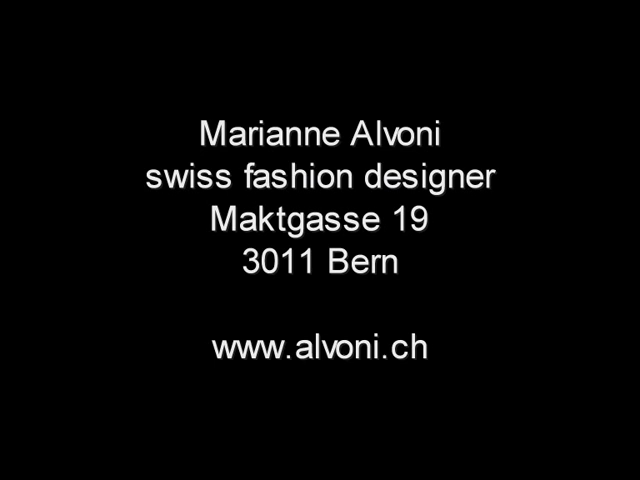 Marianne Alvoni
swiss fashion designer
Maktgasse 19
3011 Bern
www.alvoni.ch